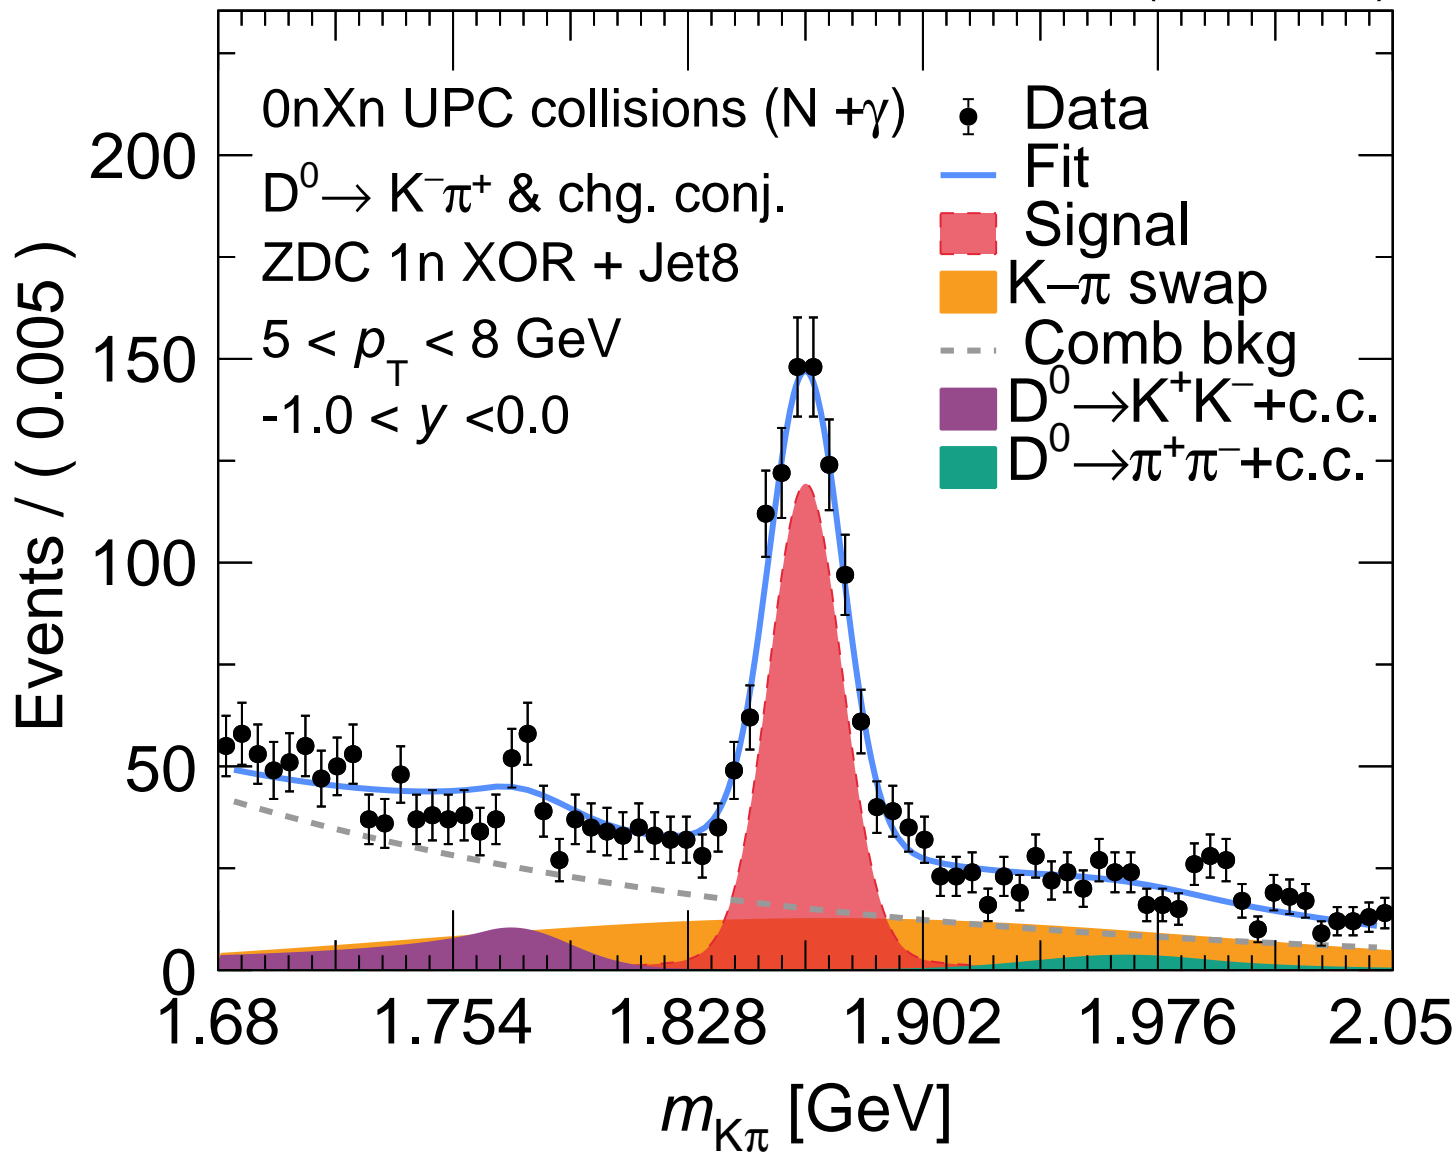 0nXn UPC collisions (N +γ)
D⁰→ K⁻π⁺ & chg. conj.
ZDC 1n XOR + Jet8
5 < p_T < 8 GeV
-1.0 < y <0.0
Data
Fit
Signal
K−π swap
Comb bkg
D⁰→K⁺K⁻+c.c.
D⁰→π⁺π⁻+c.c.
Events / ( 0.005 )
200
150
100
50
0
1.68 1.754 1.828 1.902 1.976 2.05
m_Kπ [GeV]